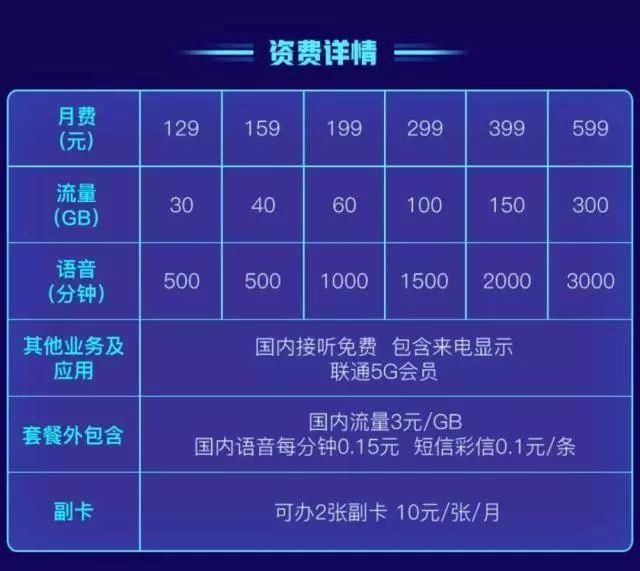 资费详情
月费
(元)
129 159 199 299 399 599
流量
(GB)
30 40 60 100 150 300
语音
(分钟)
500 500 1000 1500 2000 3000
其他业务及
应用
国内接听免费 包含来电显示
联通5G会员
套餐外包含
国内流量3元/GB
国内语音每分钟0.15元 短信彩信0.1元/条
副卡
可办2张副卡 10元/张/月